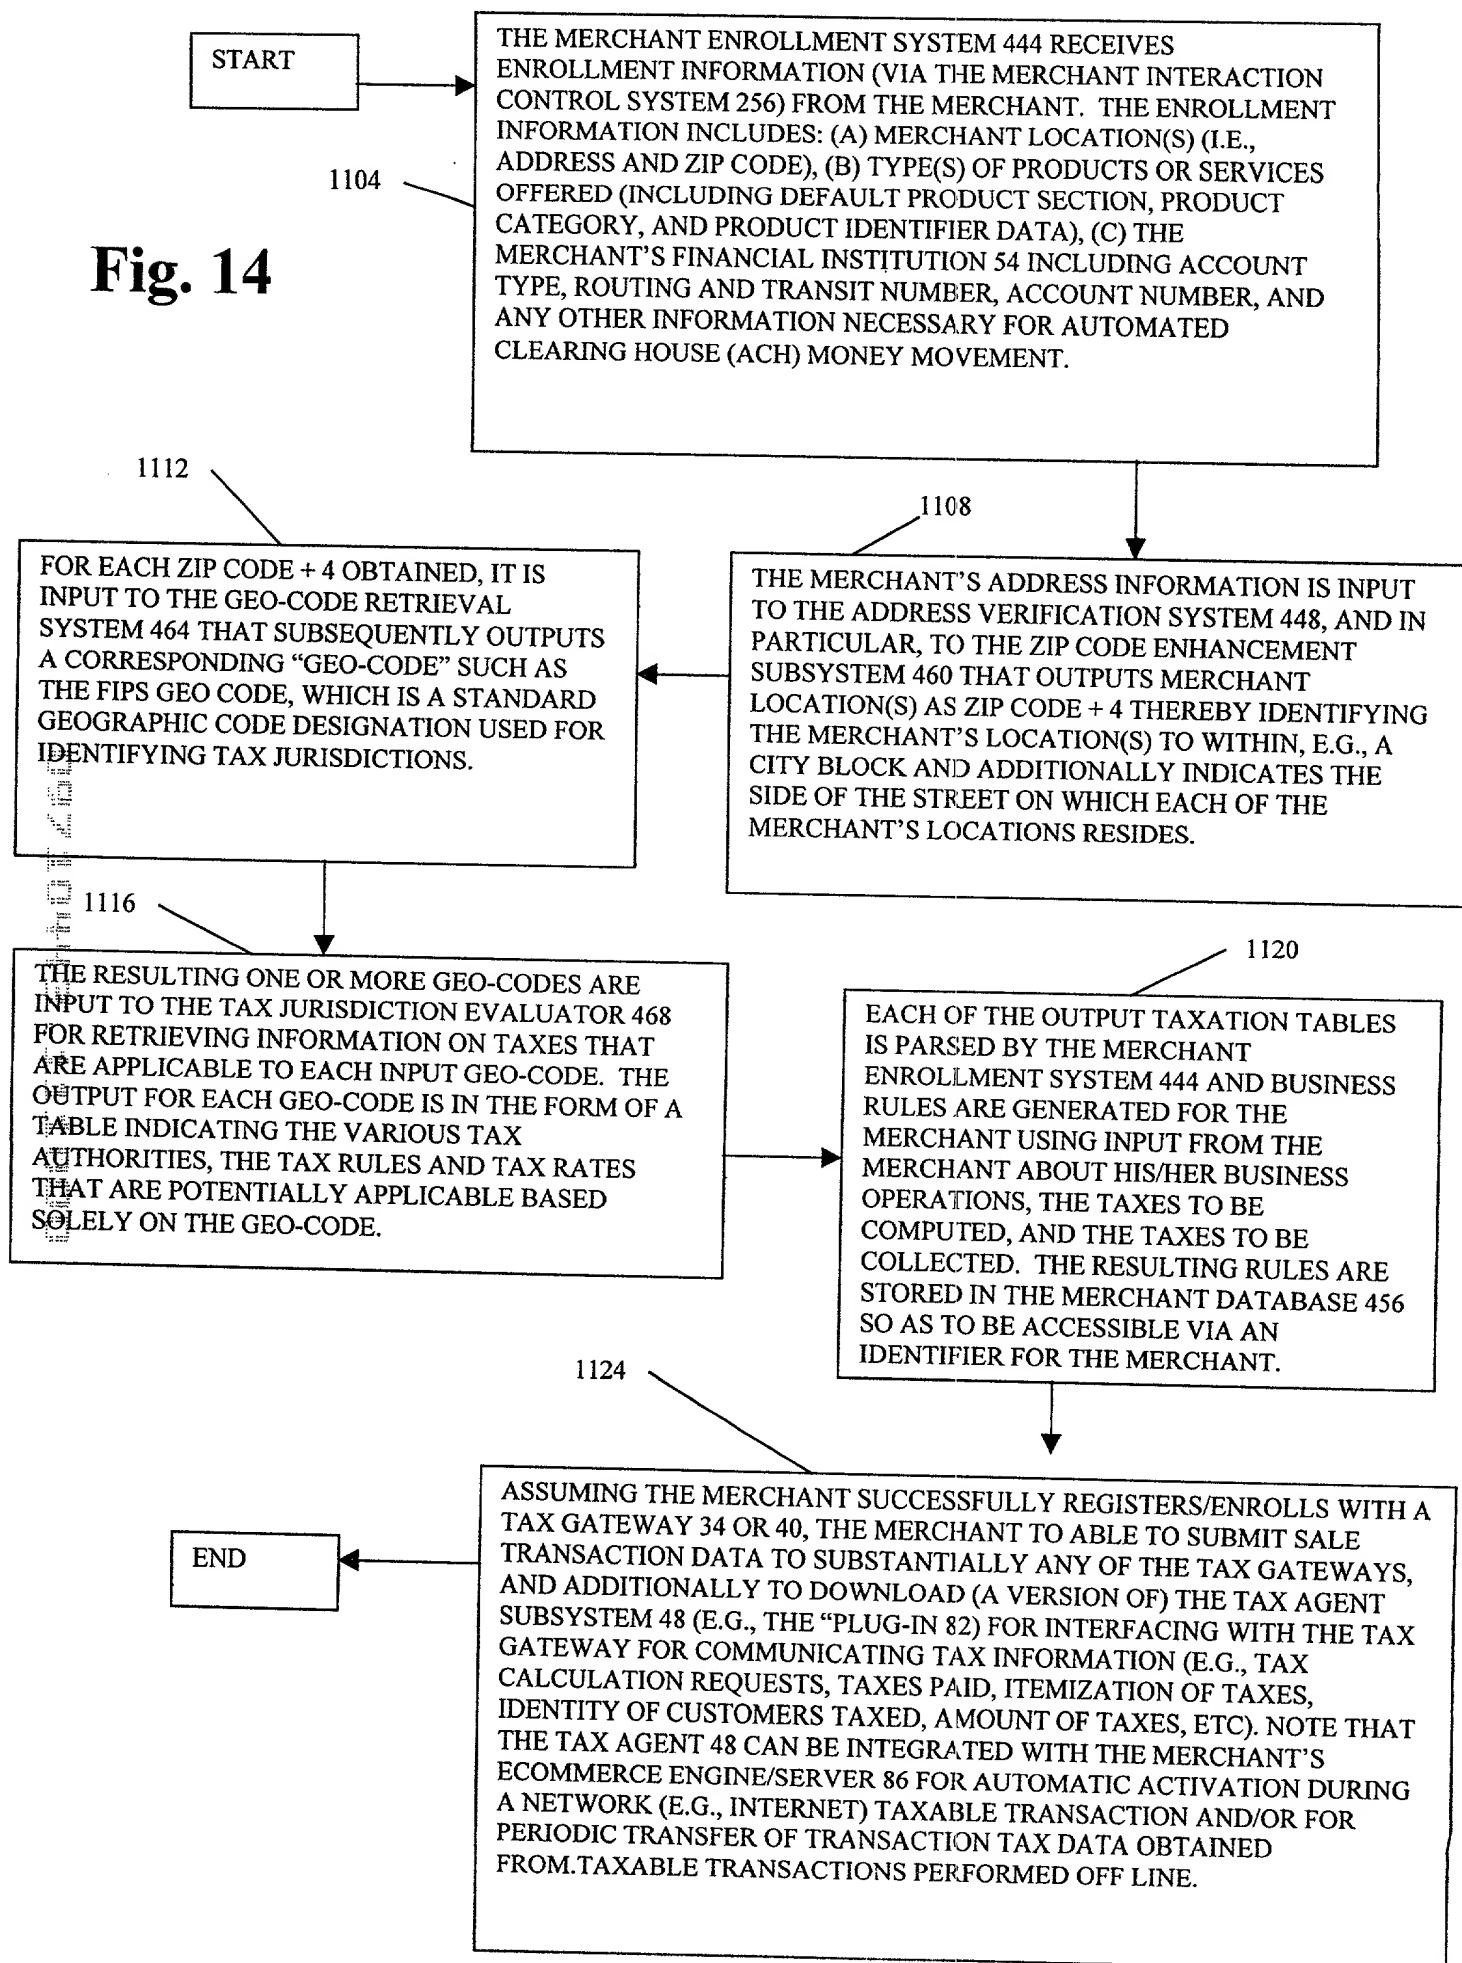 START
THE MERCHANT ENROLLMENT SYSTEM 444 RECEIVES
ENROLLMENT INFORMATION (VIA THE MERCHANT INTERACTION
CONTROL SYSTEM 256) FROM THE MERCHANT. THE ENROLLMENT
INFORMATION INCLUDES: (A) MERCHANT LOCATION(S) (I.E.,
ADDRESS AND ZIP CODE), (B) TYPE(S) OF PRODUCTS OR SERVICES
OFFERED (INCLUDING DEFAULT PRODUCT SECTION, PRODUCT
CATEGORY, AND PRODUCT IDENTIFIER DATA), (C) THE
MERCHANT'S FINANCIAL INSTITUTION 54 INCLUDING ACCOUNT
TYPE, ROUTING AND TRANSIT NUMBER, ACCOUNT NUMBER, AND
ANY OTHER INFORMATION NECESSARY FOR AUTOMATED
CLEARING HOUSE (ACH) MONEY MOVEMENT.
1104
Fig. 14
1108
THE MERCHANT'S ADDRESS INFORMATION IS INPUT
TO THE ADDRESS VERIFICATION SYSTEM 448, AND IN
PARTICULAR, TO THE ZIP CODE ENHANCEMENT
SUBSYSTEM 460 THAT OUTPUTS MERCHANT
LOCATION(S) AS ZIP CODE + 4 THEREBY IDENTIFYING
THE MERCHANT'S LOCATION(S) TO WITHIN, E.G., A
CITY BLOCK AND ADDITIONALLY INDICATES THE
SIDE OF THE STREET ON WHICH EACH OF THE
MERCHANT'S LOCATIONS RESIDES.
1112
FOR EACH ZIP CODE + 4 OBTAINED, IT IS
INPUT TO THE GEO-CODE RETRIEVAL
SYSTEM 464 THAT SUBSEQUENTLY OUTPUTS
A CORRESPONDING "GEO-CODE" SUCH AS
THE FIPS GEO CODE, WHICH IS A STANDARD
GEOGRAPHIC CODE DESIGNATION USED FOR
IDENTIFYING TAX JURISDICTIONS.
1116
THE RESULTING ONE OR MORE GEO-CODES ARE
INPUT TO THE TAX JURISDICTION EVALUATOR 468
FOR RETRIEVING INFORMATION ON TAXES THAT
ARE APPLICABLE TO EACH INPUT GEO-CODE. THE
OUTPUT FOR EACH GEO-CODE IS IN THE FORM OF A
TABLE INDICATING THE VARIOUS TAX
AUTHORITIES, THE TAX RULES AND TAX RATES
THAT ARE POTENTIALLY APPLICABLE BASED
SOLELY ON THE GEO-CODE.
1120
EACH OF THE OUTPUT TAXATION TABLES
IS PARSED BY THE MERCHANT
ENROLLMENT SYSTEM 444 AND BUSINESS
RULES ARE GENERATED FOR THE
MERCHANT USING INPUT FROM THE
MERCHANT ABOUT HIS/HER BUSINESS
OPERATIONS, THE TAXES TO BE
COMPUTED, AND THE TAXES TO BE
COLLECTED. THE RESULTING RULES ARE
STORED IN THE MERCHANT DATABASE 456
SO AS TO BE ACCESSIBLE VIA AN
IDENTIFIER FOR THE MERCHANT.
1124
ASSUMING THE MERCHANT SUCCESSFULLY REGISTERS/ENROLLS WITH A
TAX GATEWAY 34 OR 40, THE MERCHANT TO ABLE TO SUBMIT SALE
TRANSACTION DATA TO SUBSTANTIALLY ANY OF THE TAX GATEWAYS,
AND ADDITIONALLY TO DOWNLOAD (A VERSION OF) THE TAX AGENT
SUBSYSTEM 48 (E.G., THE "PLUG-IN 82) FOR INTERFACING WITH THE TAX
GATEWAY FOR COMMUNICATING TAX INFORMATION (E.G., TAX
CALCULATION REQUESTS, TAXES PAID, ITEMIZATION OF TAXES,
IDENTITY OF CUSTOMERS TAXED, AMOUNT OF TAXES, ETC). NOTE THAT
THE TAX AGENT 48 CAN BE INTEGRATED WITH THE MERCHANT'S
ECOMMERCE ENGINE/SERVER 86 FOR AUTOMATIC ACTIVATION DURING
A NETWORK (E.G., INTERNET) TAXABLE TRANSACTION AND/OR FOR
PERIODIC TRANSFER OF TRANSACTION TAX DATA OBTAINED
FROM.TAXABLE TRANSACTIONS PERFORMED OFF LINE.
END